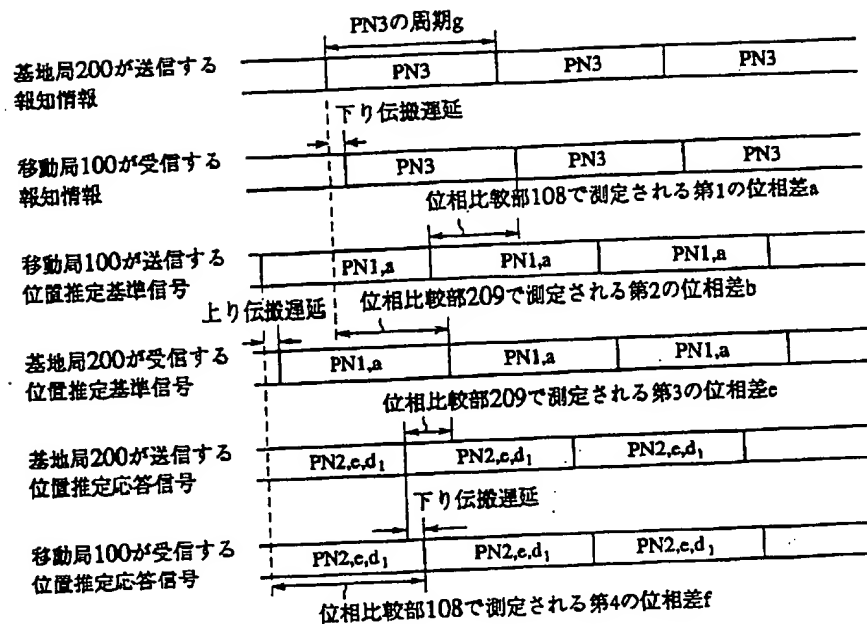 PN3の周期g
基地局200が送信する
報知情報
PN3
PN3
PN3
下り伝搬遅延
移動局100が受信する
報知情報
PN3
PN3
PN3
位相比較部108で測定される第1の位相差a
移動局100が送信する
位置推定基準信号
PN1,a
PN1,a
PN1,a
上り伝搬遅延
位相比較部209で測定される第2の位相差b
基地局200が受信する
位置推定基準信号
PN1,a
PN1,a
PN1,a
位相比較部209で測定される第3の位相差e
基地局200が送信する
位置推定応答信号
PN2,e,d1
PN2,e,d1
PN2,e,d1
下り伝搬遅延
移動局100が受信する
位置推定応答信号
PN2,e,d1
PN2,e,d1
PN2,e,d1
位相比較部108で測定される第4の位相差f